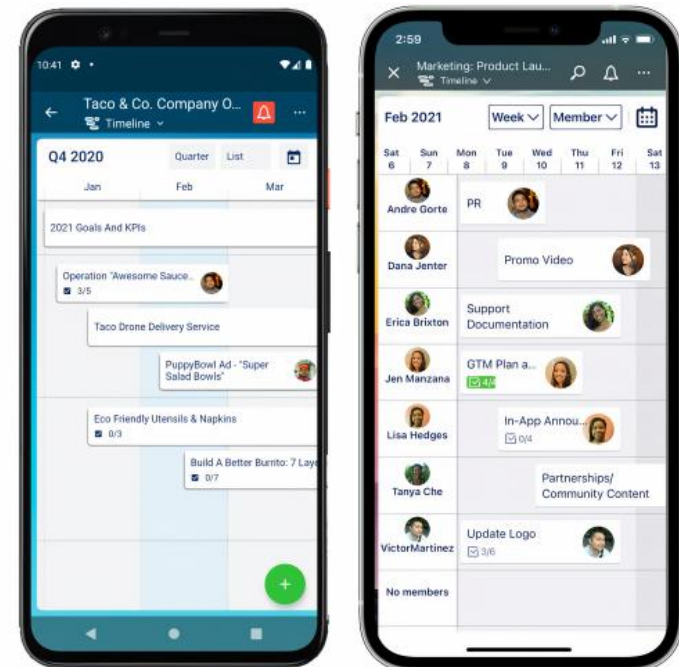 10:41
Taco & Co. Company O...
Timeline
Q4 2020
Quarter List
Jan Feb Mar
2021 Goals And KPIs
Operation "Awesome Sauce...
3/5
Taco Drone Delivery Service
PuppyBowl Ad - "Super
Salad Bowls"
Eco Friendly Utensils & Napkins
0/3
Build A Better Burrito: 7 Laye
0/7
+
2:59
Marketing: Product Lau...
Timeline
Feb 2021 Week Member
Sat Sun Mon Tue Wed Thu Fri Sat
6 7 8 9 10 11 12 13
Andre Gorte
PR
Dana Jenter
Promo Video
Erica Brixton
Support
Documentation
Jen Manzana
GTM Plan a...
4/4
Lisa Hedges
In-App Annou...
0/4
Tanya Che
Partnerships/
Community Content
VictorMartinez
Update Logo
3/6
No members